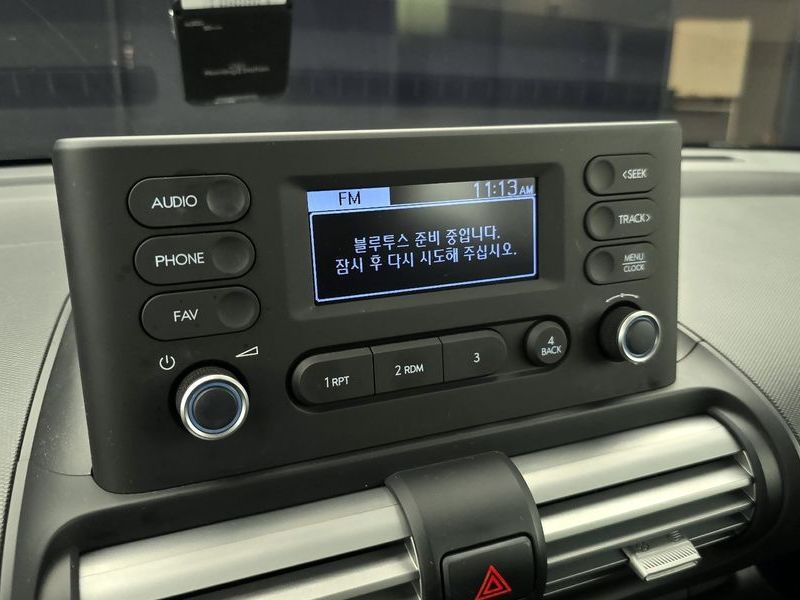 AUDIO
PHONE
FAV
FM
11:13 AM
블루투스 준비 중입니다.
잠시 후 다시 시도해 주십시오.
<SEEK
TRACK>
MENU
CLOCK
1 RPT
2 RDM
3
4
BACK